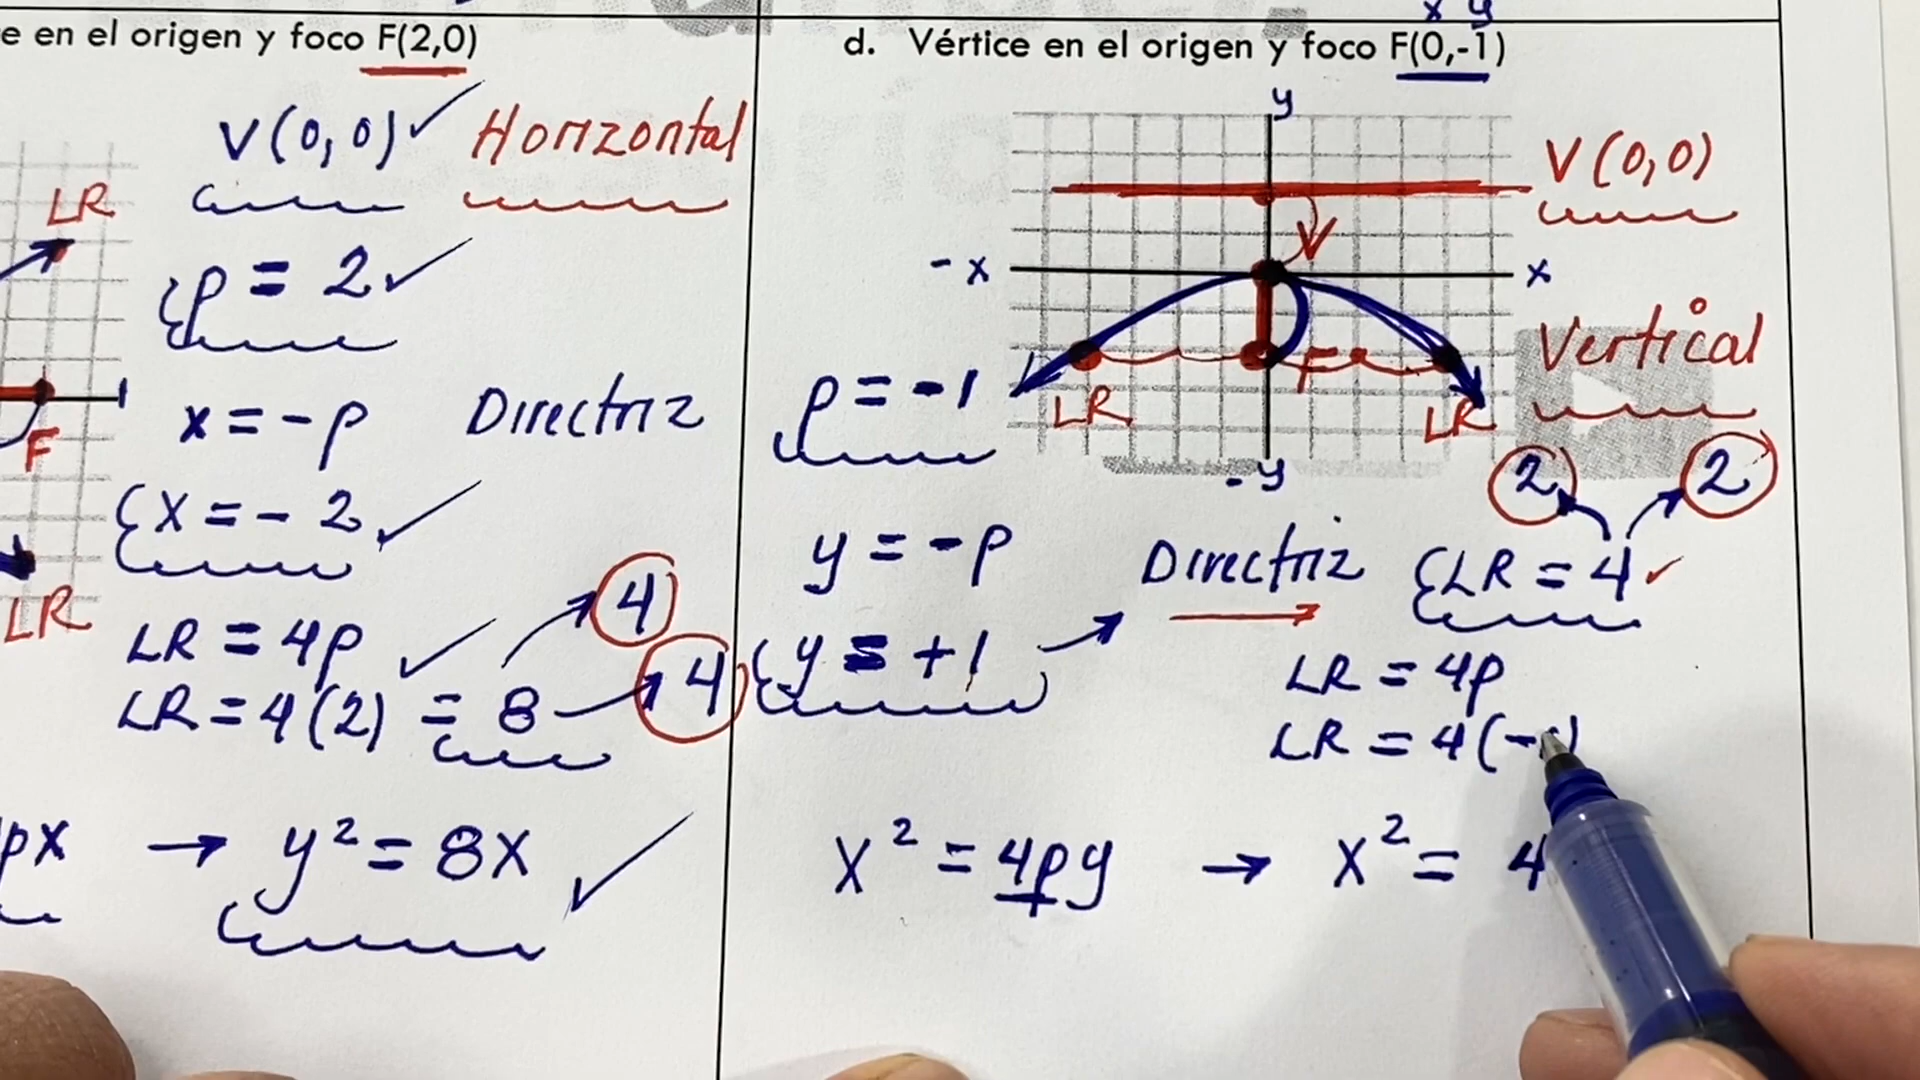 x y
e en el origen y foco F(2,0)
V(0,0) Horizontal
LR
{p = 2
F
x = -p Directriz
{x = - 2
LR
LR = 4p
4
LR = 4(2) = 8
4
px → y² = 8x
d. Vértice en el origen y foco F(0,-1)
y
V(0,0)
V
-x x
Vertical
F
p = -1
LR LR
-y
2 2
y = -p
Directriz
{LR = 4
{y = +1
LR = 4p
LR = 4(-1)
x² = 4py → x² = 4